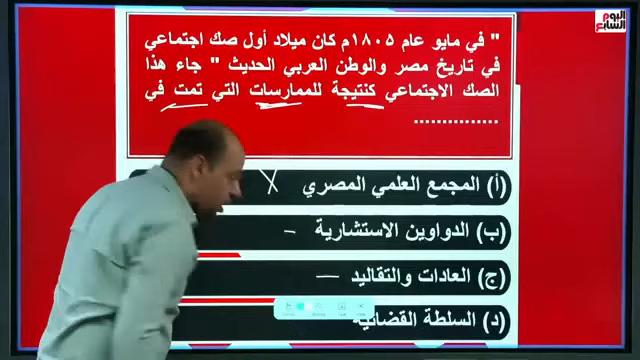 اليوم السابع
" في مايو عام ١٨٠٥م كان ميلاد أول صك اجتماعي
في تاريخ مصر والوطن العربي الحديث " جاء هذا
الصك الاجتماعي كنتيجة للممارسات التي تمت في
...............
(أ) المجمع العلمي المصري
(ب) الدواوين الاستشارية
(ج) العادات والتقاليد
(د) السلطة القضائية